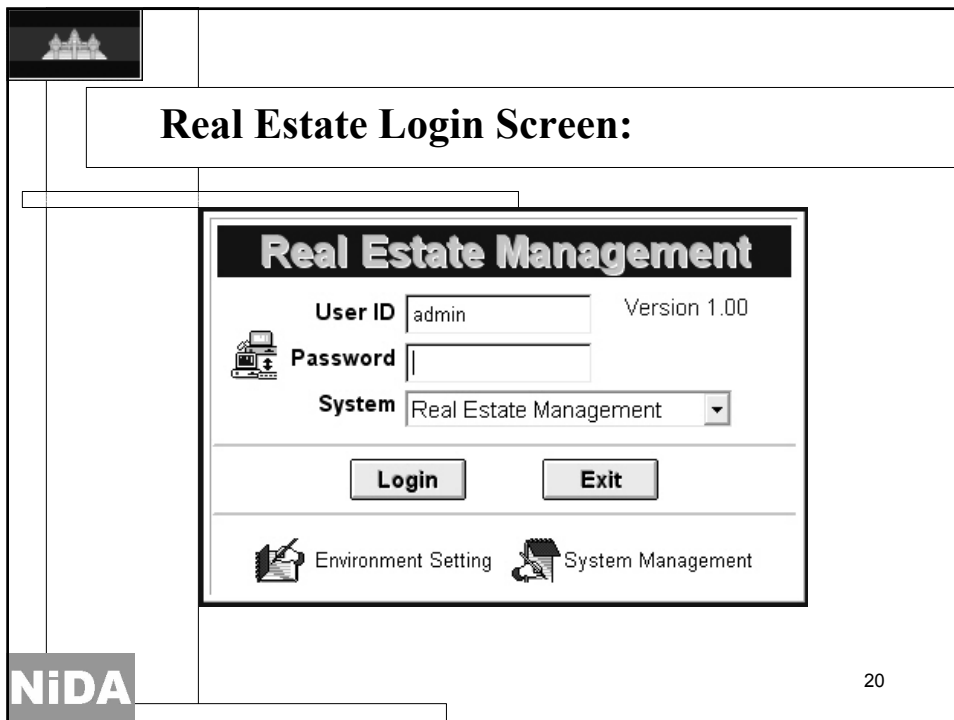 Real Estate Login Screen:
Real Estate Management
User ID admin Version 1.00
Password
System Real Estate Management
Login Exit
Environment Setting System Management
NiDA
20